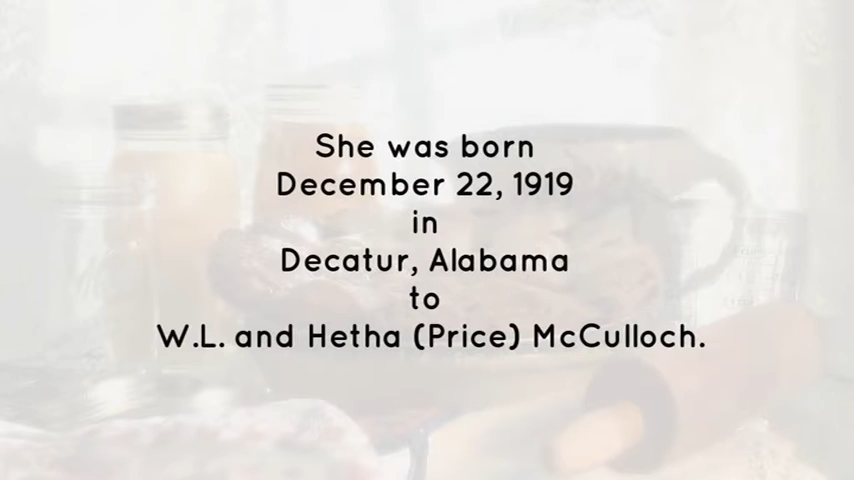 She was born
December 22, 1919
in
Decatur, Alabama
to
W.L. and Hetha (Price) McCulloch.